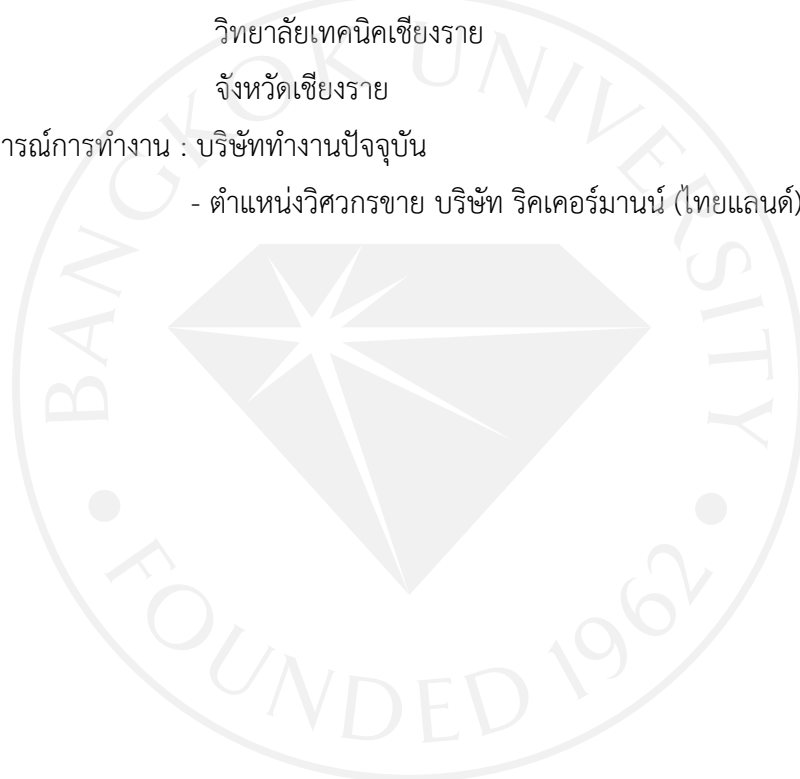 วิทยาลัยเทคนิคเชียงราย
จังหวัดเชียงราย
ารณ์การทำงาน : บริษัททำงานปัจจุบัน
- ตำแหน่งวิศวกรขาย บริษัท ริคเคอร์มานน์ (ไทยแลนด์)
BANGKOK UNIVERSITY
• FOUNDED 1962 •